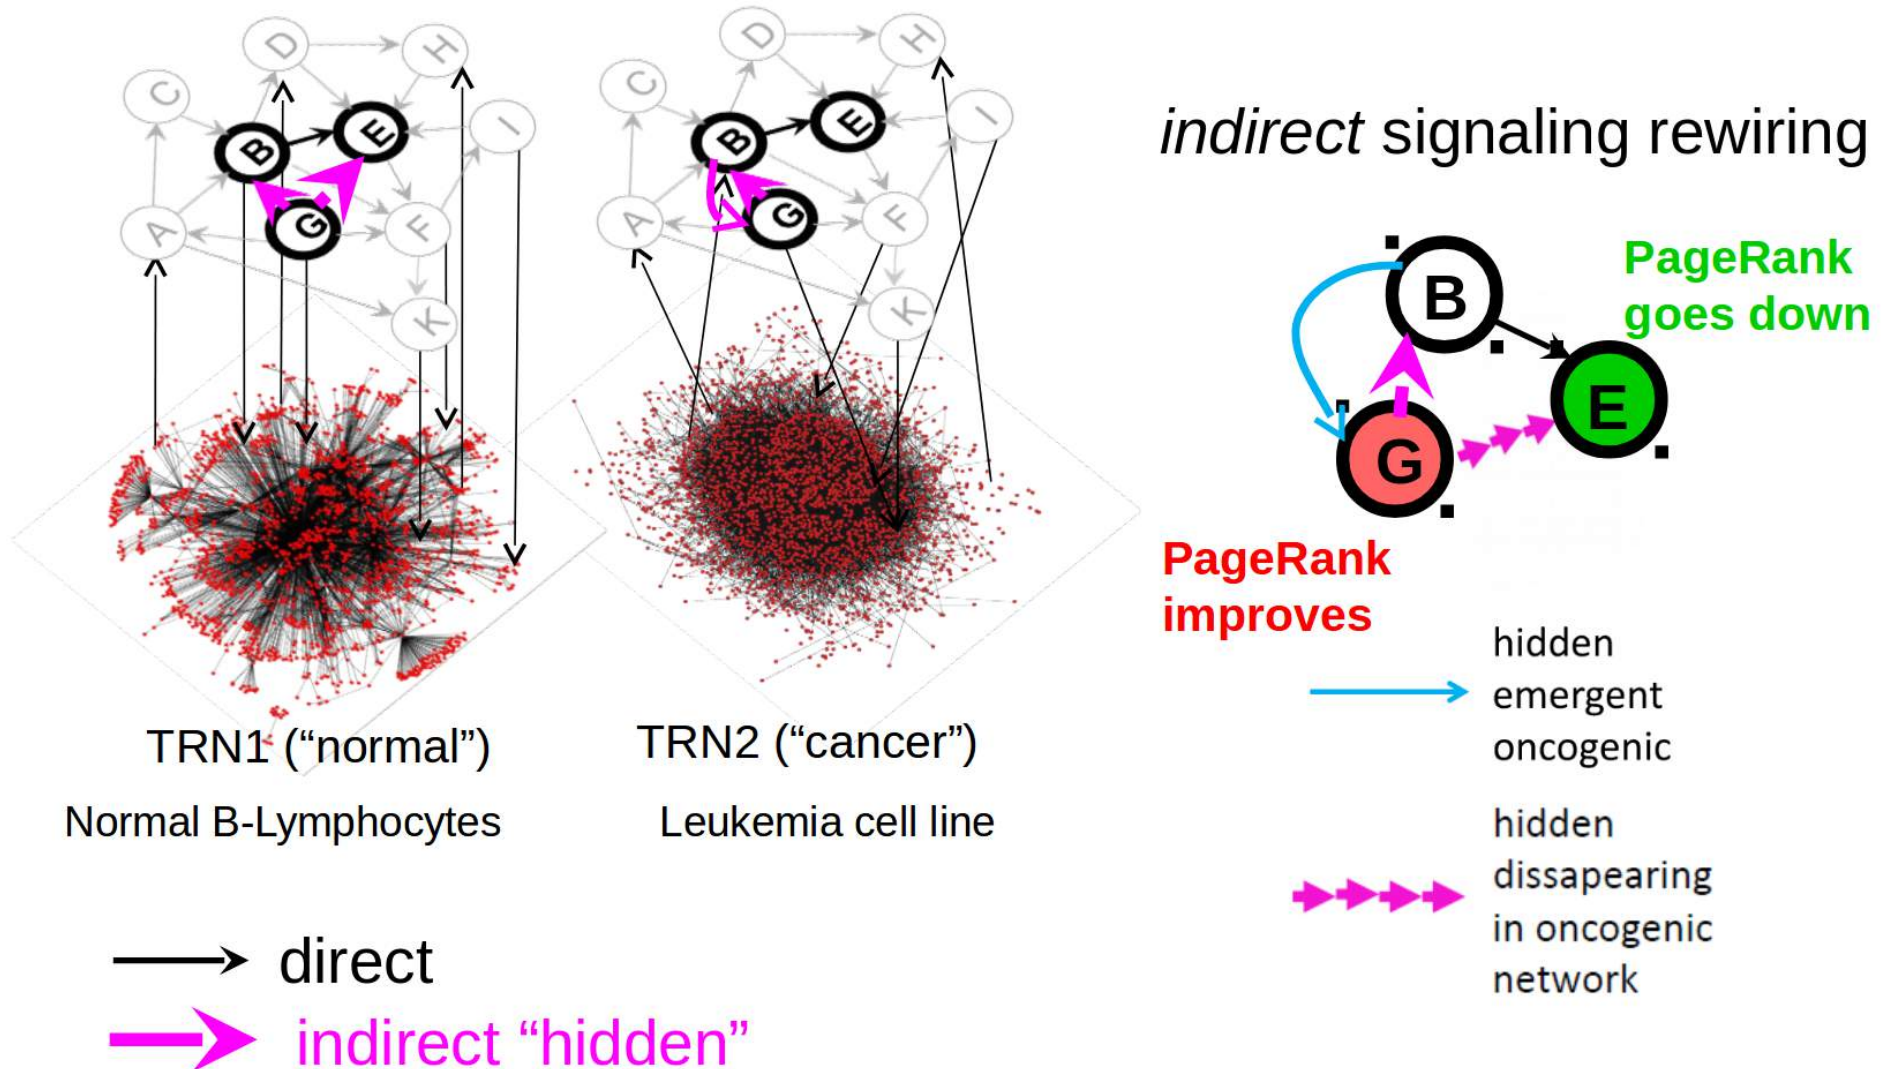 D
H
C
I
B
E
A
G
F
K
D
H
C
I
B
E
A
G
F
K
TRN1 (“normal”)
Normal B-Lymphocytes
TRN2 (“cancer”)
Leukemia cell line
direct
indirect “hidden”
indirect signaling rewiring
PageRank
goes down
B
E
G
PageRank
improves
hidden
emergent
oncogenic
hidden
dissapearing
in oncogenic
network